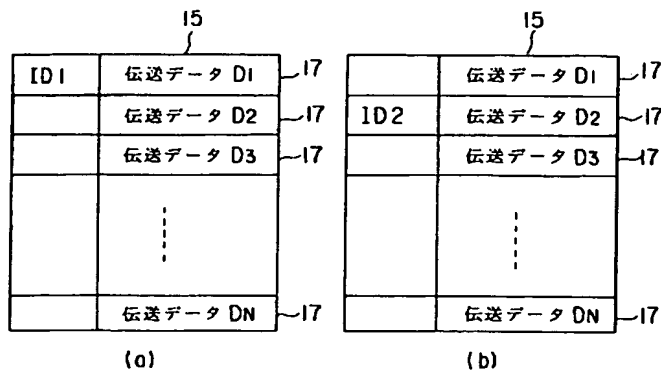 15 15
ID1 伝送データ D1 17 伝送データ D1 17
伝送データ D2 17 ID2 伝送データ D2 17
伝送データ D3 17 伝送データ D3 17
伝送データ DN 17 伝送データ DN 17
(a) (b)